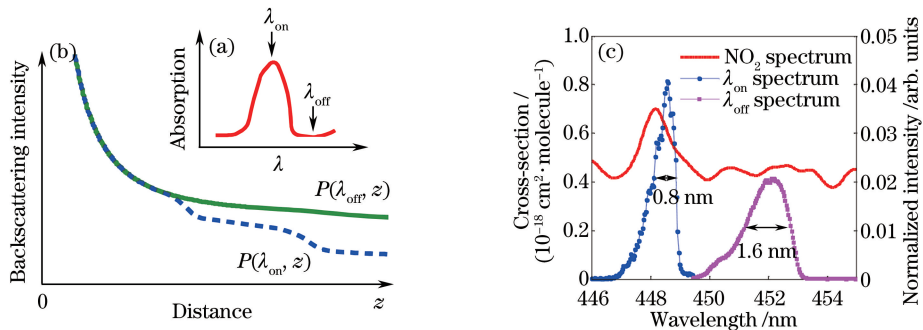 (b)
Backscattering intensity
0
Distance
z
P(λoff, z)
P(λon, z)
(a)
Absorption
λon
λoff
λ
(c)
NO2 spectrum
λon spectrum
λoff spectrum
Cross-section /
(10−18 cm2·molecule−1)
1.0
0.8
0.6
0.4
0.2
0
0.8 nm
1.6 nm
446 448 450 452 454
Wavelength /nm
0.05
0.04
0.03
0.02
0.01
0
Normalized intensity /arb. units